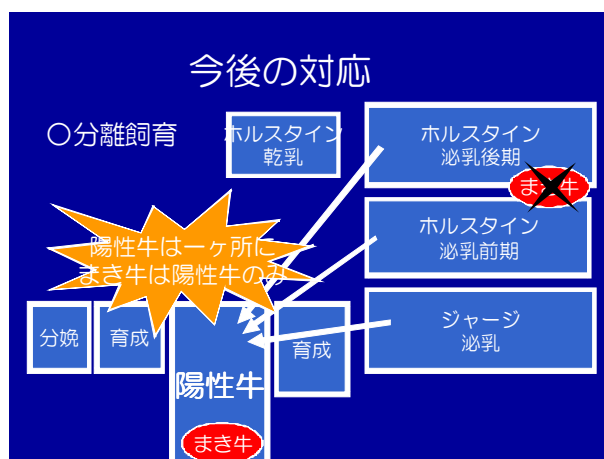 今後の対応
〇分離飼育
ホルスタイン
乾乳
ホルスタイン
泌乳後期
まき牛
陽性牛は一ヶ所に
まき牛は陽性牛のみ
ホルスタイン
泌乳前期
分娩
育成
陽性牛
まき牛
育成
ジャージ
泌乳